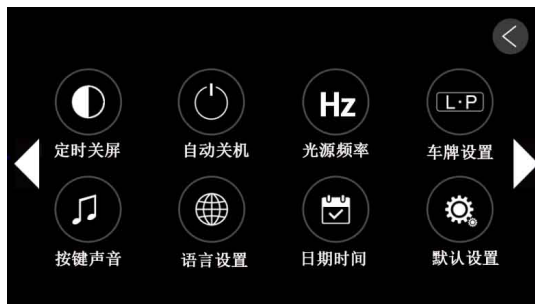 Hz
L·P
定时关屏
自动关机
光源频率
车牌设置
按键声音
语言设置
日期时间
默认设置